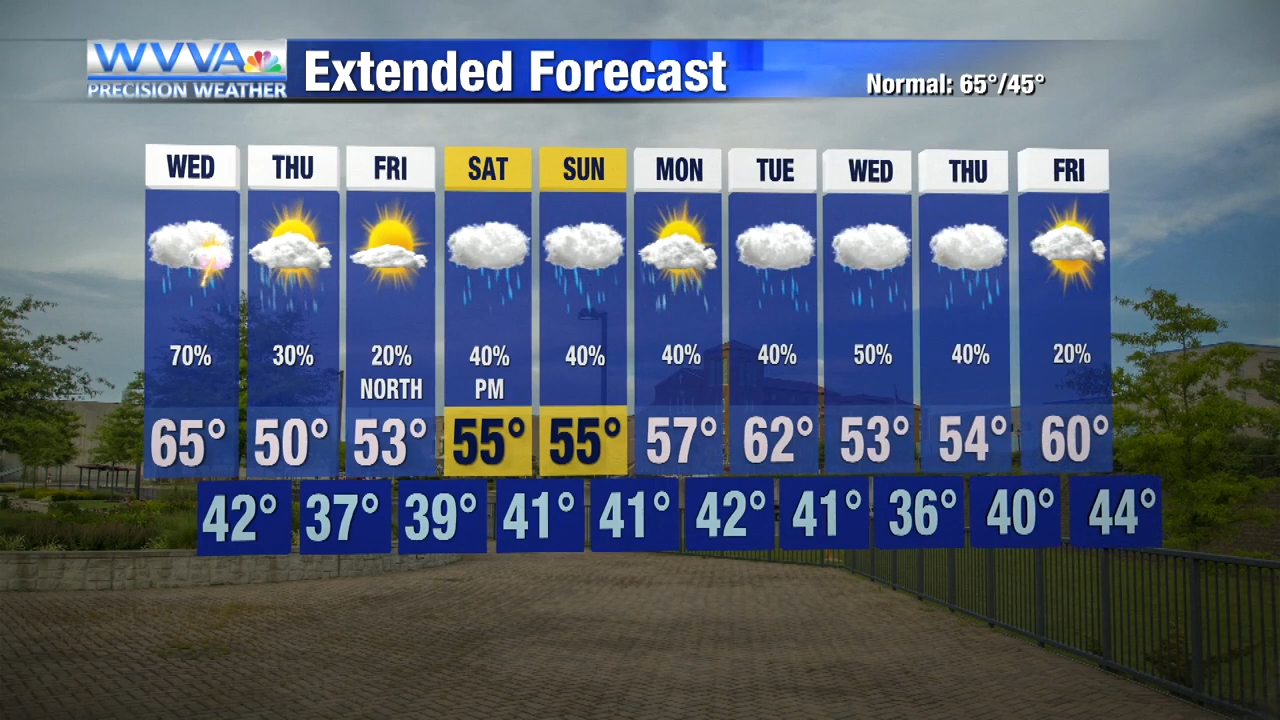 WVVA
PRECISION WEATHER
Extended Forecast
Normal: 65°/45°
WED THU FRI SAT SUN MON TUE WED THU FRI
70% 30% 20% 40% 40% 40% 40% 50% 40% 20%
NORTH PM
65° 50° 53° 55° 55° 57° 62° 53° 54° 60°
42° 37° 39° 41° 41° 42° 41° 36° 40° 44°